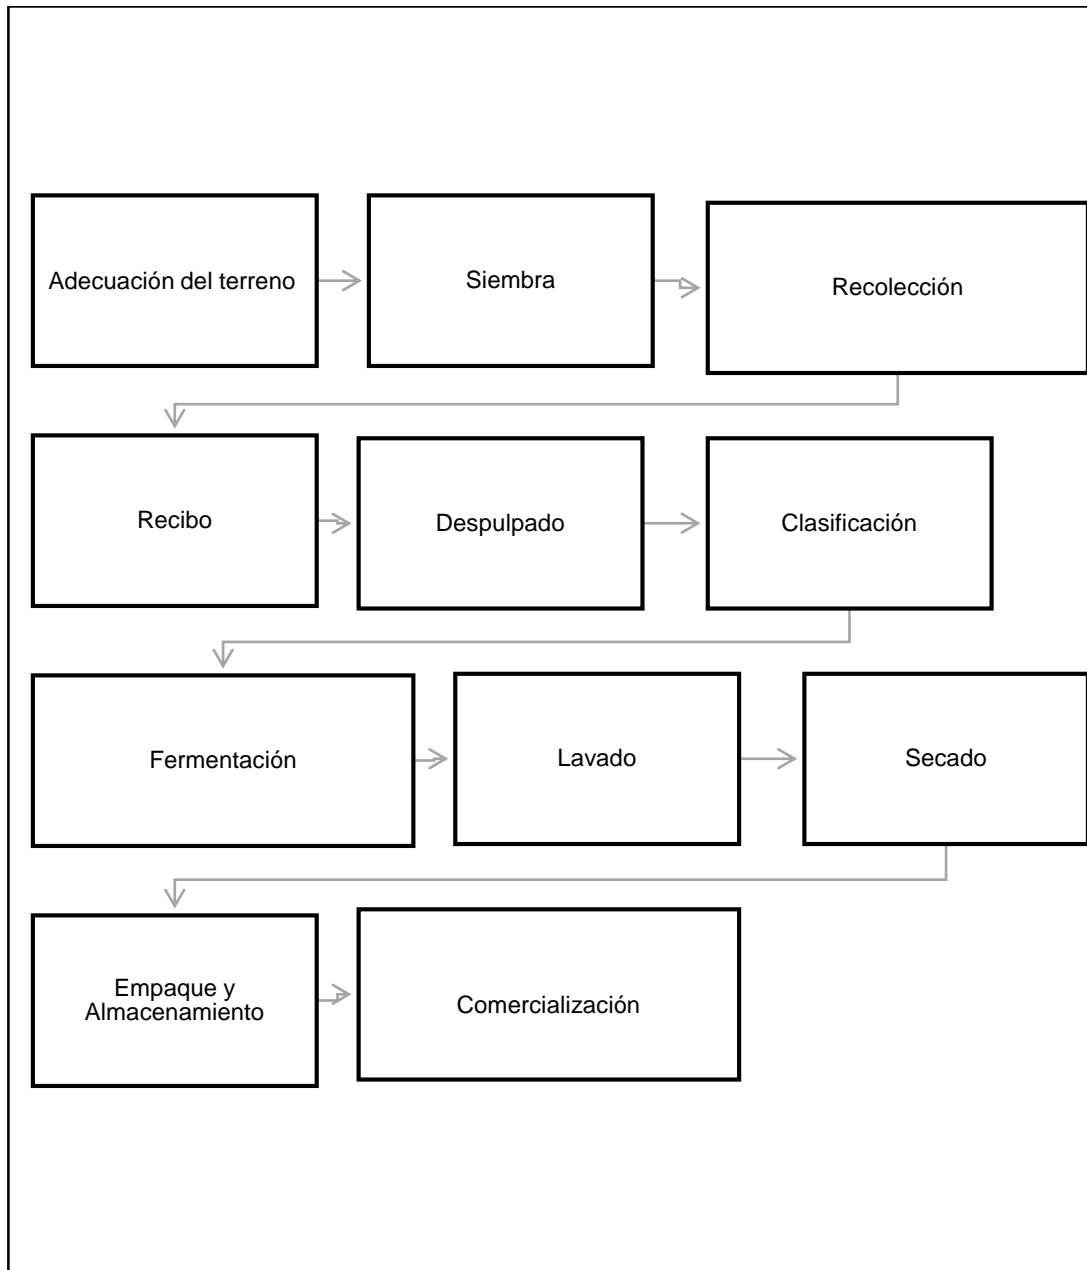 Adecuación del terreno
Siembra
Recolección
Recibo
Despulpado
Clasificación
Fermentación
Lavado
Secado
Empaque y
Almacenamiento
Comercialización